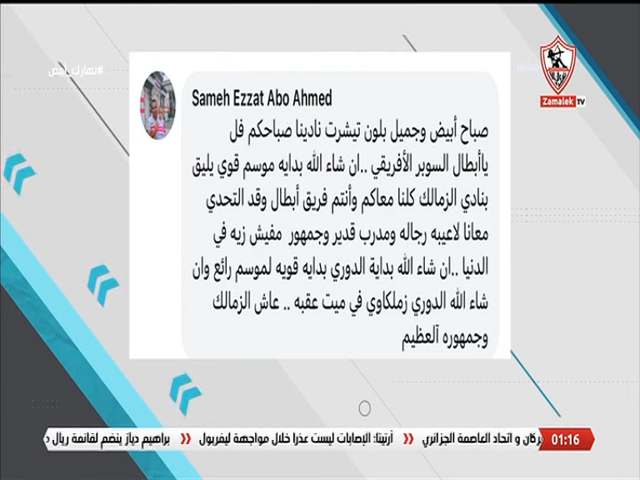 #نهارك_أبيض
Zamalek TV
Sameh Ezzat Abo Ahmed
صباح أبيض وجميل بلون تيشرت نادينا صباحكم فل
ياأبطال السوبر الأفريقي ..ان شاء الله بدايه موسم قوي يليق
بنادي الزمالك كلنا معاكم وأنتم فريق أبطال وقد التحدي
معانا لاعيبه رجاله ومدرب قدير وجمهور مفيش زيه في
الدنيا ..ان شاء الله بداية الدوري بدايه قويه لموسم رائع وان
شاء الله الدوري زملكاوي في ميت عقبه .. عاش الزمالك
وجمهوره آلعظيم
01:16 بركان و اتحاد العاصمة الجزائري » أرتيتا: الإصابات ليست عذرا خلال مواجهة ليفربول » براهيم دياز ينضم لقائمة ريال